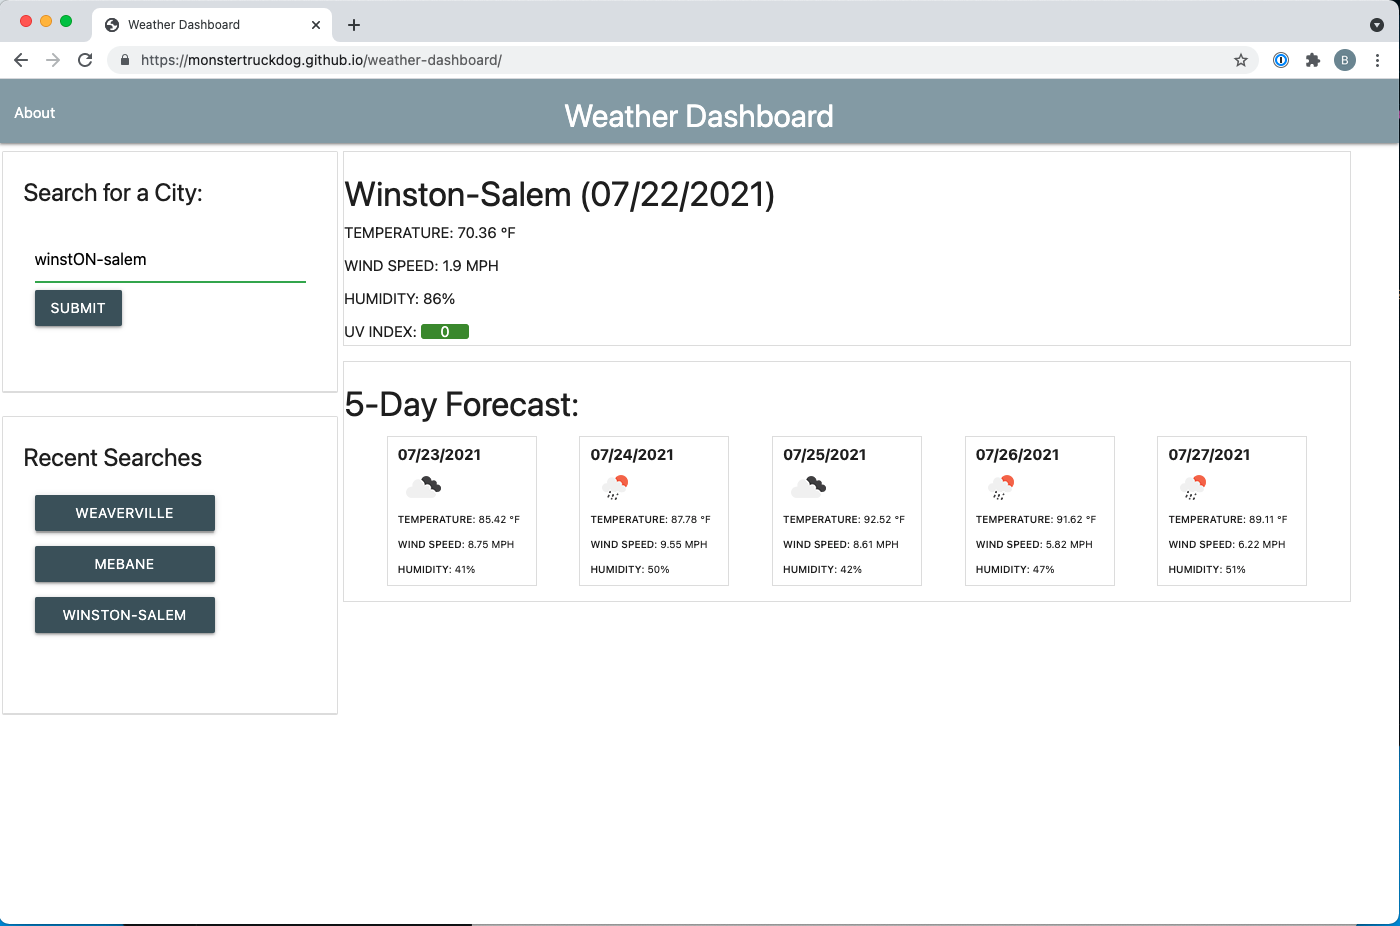 Weather Dashboard
https://monstertruckdog.github.io/weather-dashboard/
B
About
Weather Dashboard
Search for a City:
winstON-salem
SUBMIT
Recent Searches
WEAVERVILLE
MEBANE
WINSTON-SALEM
Winston-Salem (07/22/2021)
TEMPERATURE: 70.36 °F
WIND SPEED: 1.9 MPH
HUMIDITY: 86%
UV INDEX: 0
5-Day Forecast:
07/23/2021
TEMPERATURE: 85.42 °F
WIND SPEED: 8.75 MPH
HUMIDITY: 41%
07/24/2021
TEMPERATURE: 87.78 °F
WIND SPEED: 9.55 MPH
HUMIDITY: 50%
07/25/2021
TEMPERATURE: 92.52 °F
WIND SPEED: 8.61 MPH
HUMIDITY: 42%
07/26/2021
TEMPERATURE: 91.62 °F
WIND SPEED: 5.82 MPH
HUMIDITY: 47%
07/27/2021
TEMPERATURE: 89.11 °F
WIND SPEED: 6.22 MPH
HUMIDITY: 51%